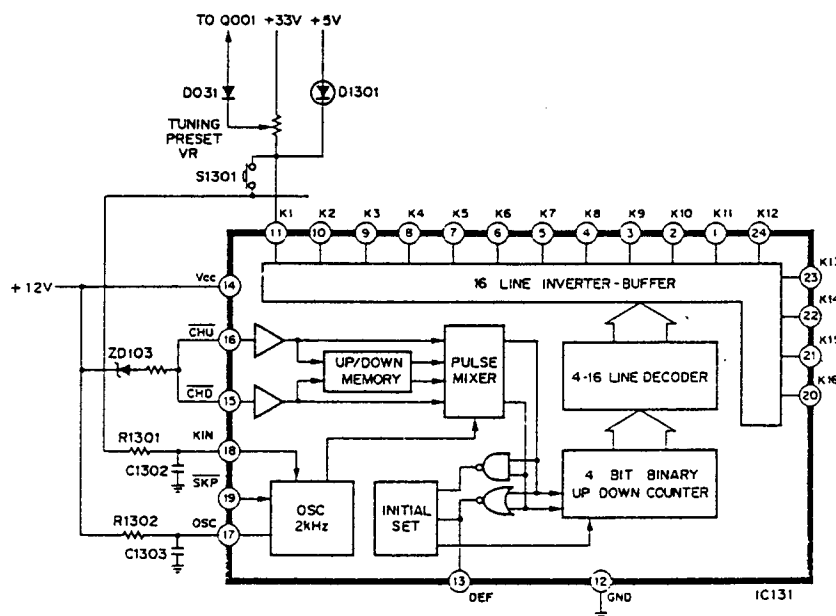 TO Q001 +33V +5V
D031
D1301
TUNING
PRESET
VR
S1301
K1 K2 K3 K4 K5 K6 K7 K8 K9 K10 K11 K12
11 10 9 8 7 6 5 4 3 2 1 24
K13
23
K14
22
K15
21
K16
20
16 LINE INVERTER-BUFFER
+12V
Vcc
14
CHU
16
ZD103
CHD
15
UP/DOWN
MEMORY
PULSE
MIXER
4-16 LINE DECODER
KIN
18
R1301
C1302
SKP
19
OSC
17
R1302
C1303
OSC
2kHz
INITIAL
SET
4 BIT BINARY
UP DOWN COUNTER
13
DEF
12
GND
IC131